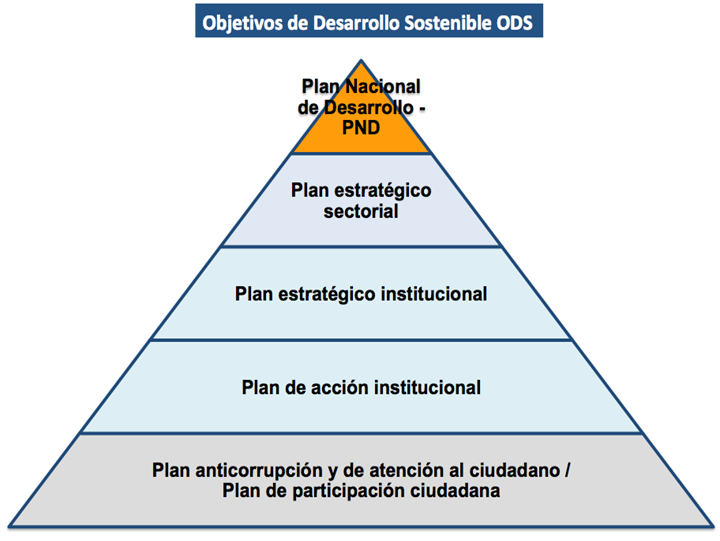 Objetivos de Desarrollo Sostenible ODS
Plan Nacional
de Desarrollo -
PND
Plan estratégico
sectorial
Plan estratégico institucional
Plan de acción institucional
Plan anticorrupción y de atención al ciudadano /
Plan de participación ciudadana